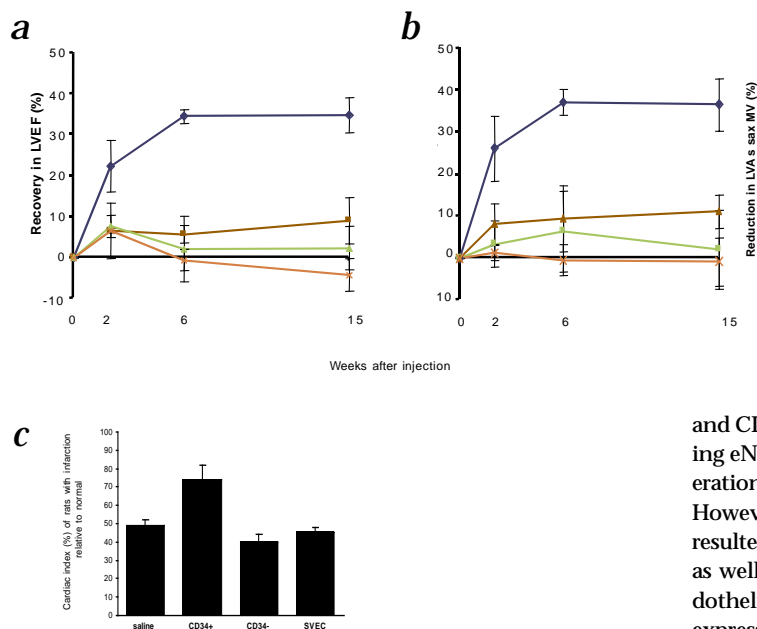 a
50
40
30
20
10
0
-10
0 2 6 15
Recovery in LVEF (%)
b
50
40
30
20
10
0
10
0 2 6 15
Reduction in LVA s sax MV (%)
Weeks after injection
c
100
90
80
70
60
50
40
30
20
10
0
Cardiac index (%) of rats with infarction
relative to normal
saline CD34+ CD34- SVEC
ing eN
eration
Howev
resulte
as well
dotheli